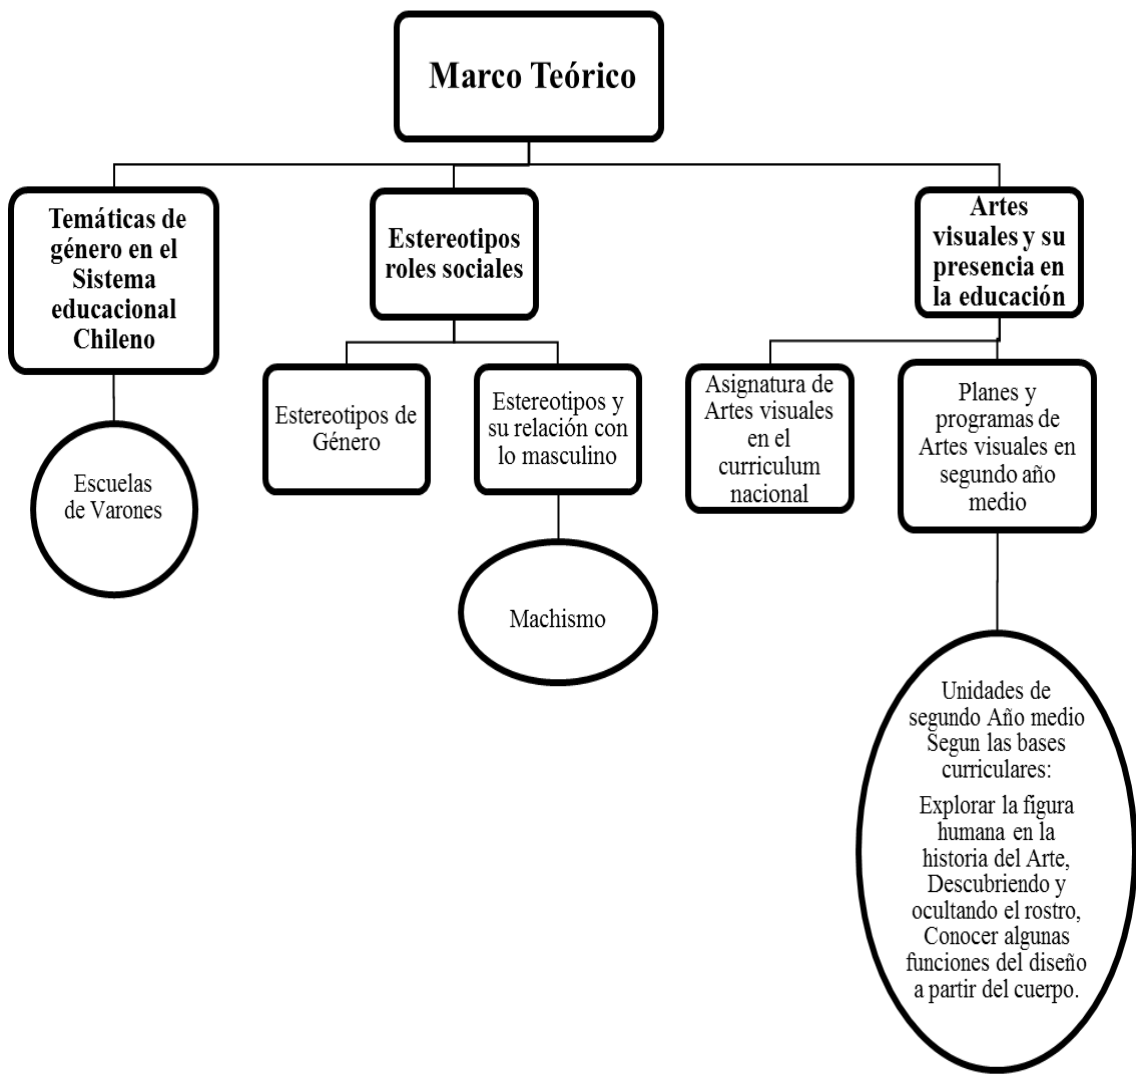 Marco Teórico
Temáticas de
género en el
Sistema
educacional
Chileno
Estereotipos
roles sociales
Artes
visuales y su
presencia en
la educación
Estereotipos de
Género
Estereotipos y
su relación con
lo masculino
Asignatura de
Artes visuales
en el
curriculum
nacional
Planes y
programas de
Artes visuales en
segundo año
medio
Escuelas
de Varones
Machismo
Unidades de
segundo Año medio
Segun las bases
curriculares:
Explorar la figura
humana en la
historia del Arte,
Descubriendo y
ocultando el rostro,
Conocer algunas
funciones del diseño
a partir del cuerpo.